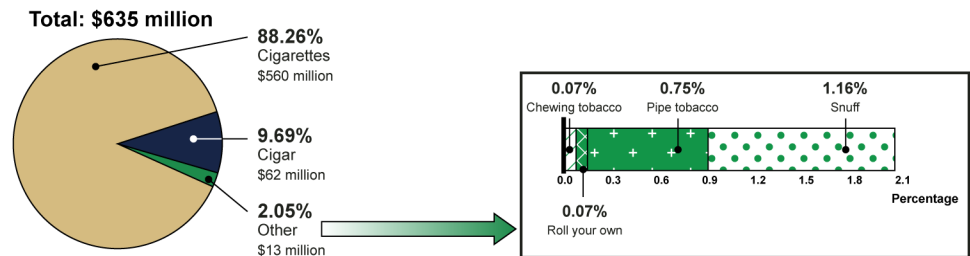 Total: $635 million
88.26%
Cigarettes
$560 million
9.69%
Cigar
$62 million
2.05%
Other
$13 million
0.07% 0.75% 1.16%
Chewing tobacco Pipe tobacco Snuff
0.0 0.3 0.6 0.9 1.2 1.5 1.8 2.1
Percentage
0.07%
Roll your own